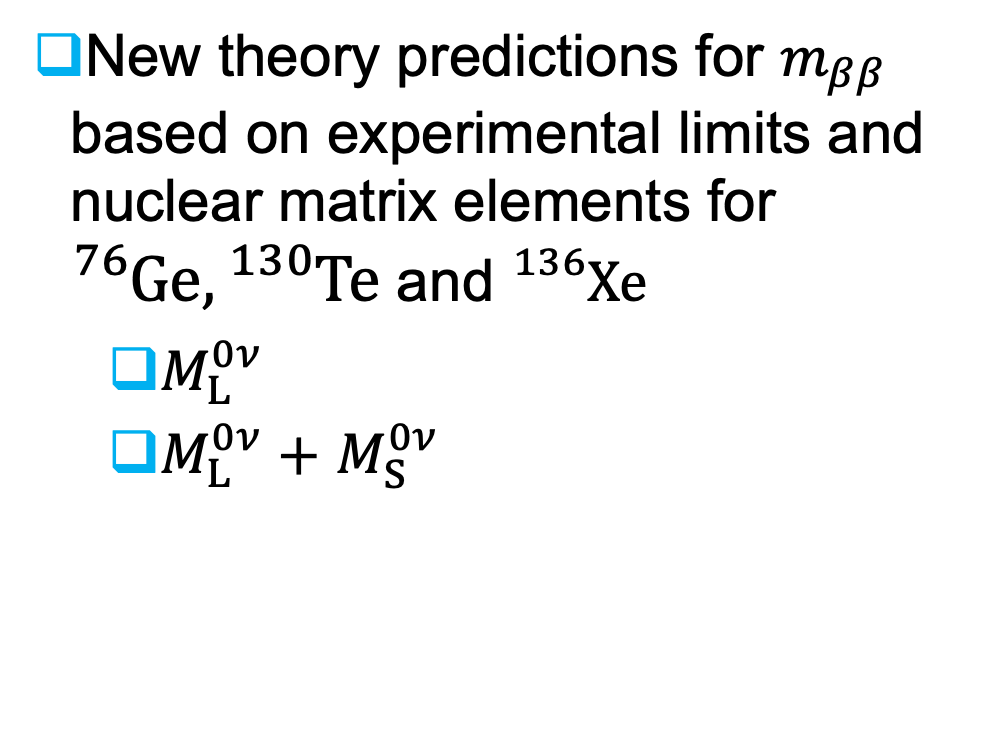 ❑New theory predictions for 𝑚𝛽𝛽
based on experimental limits and
nuclear matrix elements for
⁷⁶Ge, ¹³⁰Te and ¹³⁶Xe
❑𝑀_L^{0𝜈}
❑𝑀_L^{0𝜈} + 𝑀_S^{0𝜈}